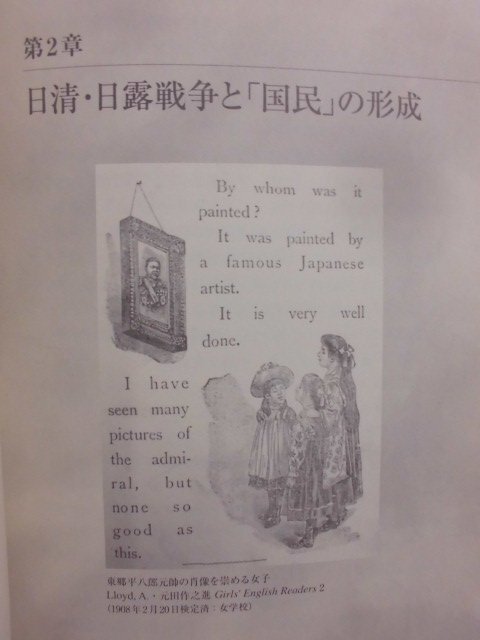 第2章
日清・日露戦争と「国民」の形成
By whom was it
painted?
It was painted by
a famous Japanese
artist.
It is very well
done.
I have
seen many
pictures of
the admi-
ral, but
none so
good as
this.
東郷平八郎元帥の肖像を崇める女子
Lloyd, A.・元田作之進 Girls' English Readers 2
(1908年2月20日検定済:女学校)